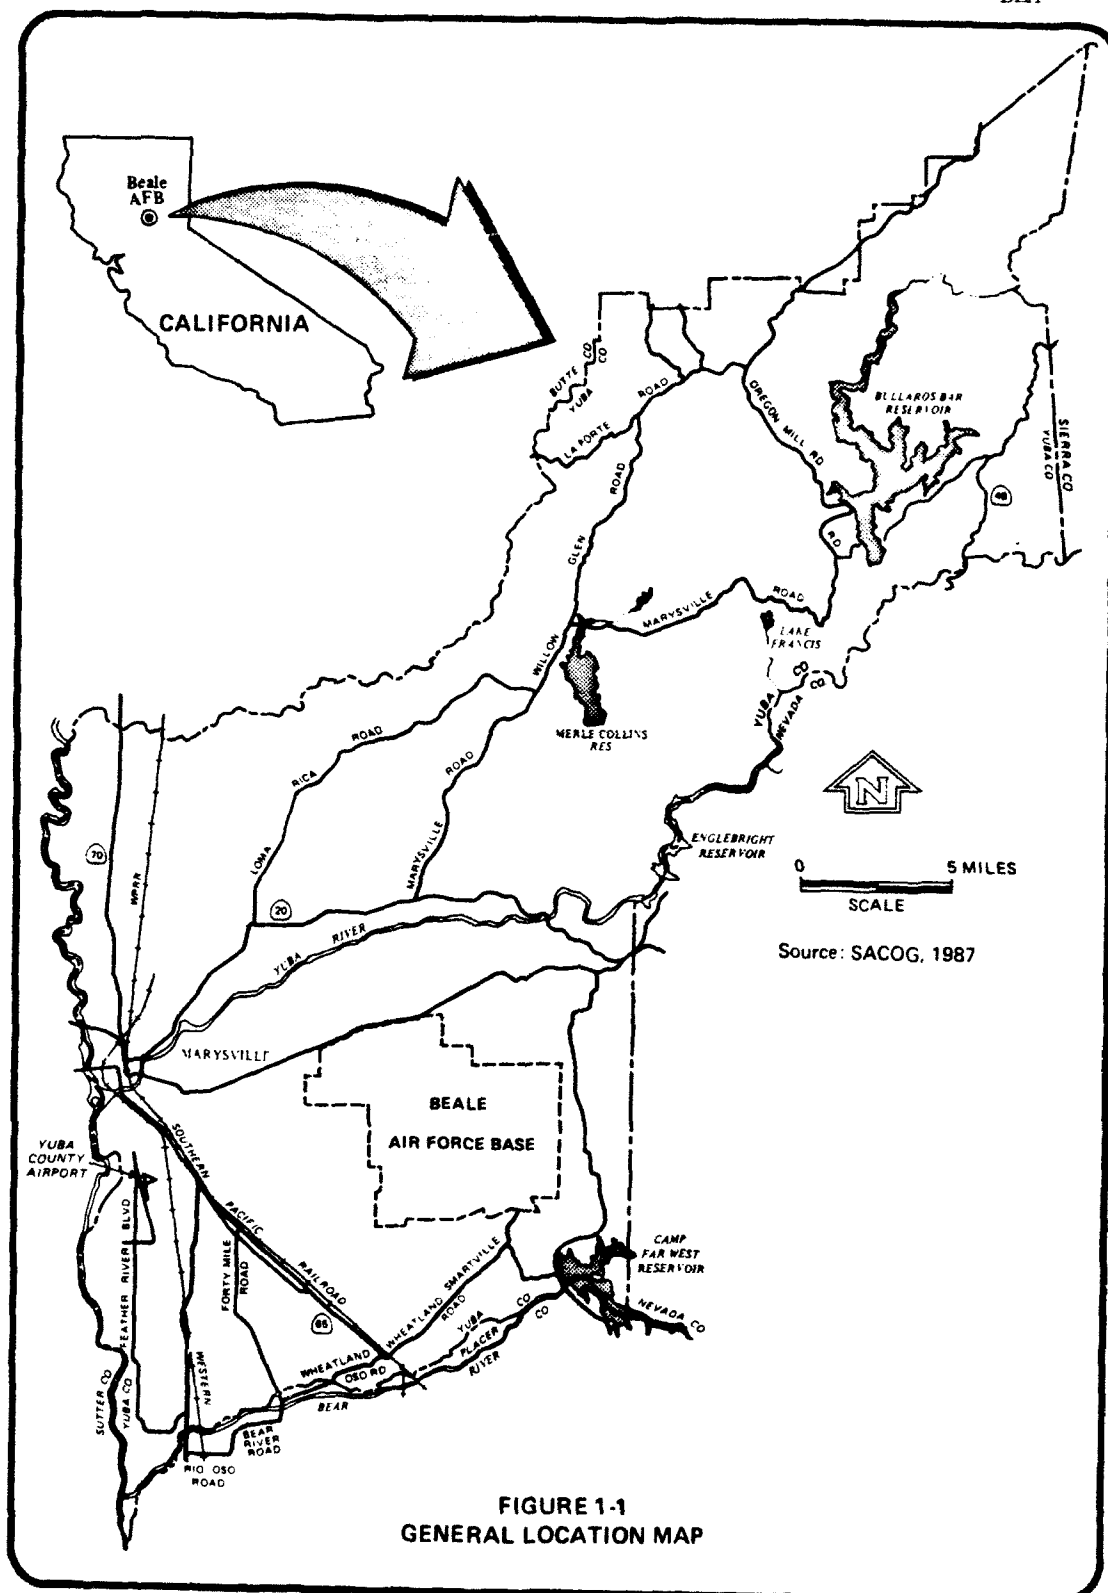 Beale
AFB
CALIFORNIA
BUTTE CO
YUBA CO
LA PORTE ROAD
OREGON MILL RD
BULLAROS BAR
RESERVOIR
SIERRA CO
YUBA CO
49
RD
WILLOW GLEN ROAD
MARYSVILLE ROAD
LAKE
FRANCIS
YUBA CO
NEVADA CO
MERLE COLLINS
RES
LOMA RICA ROAD
MARYSVILLE ROAD
N
ENGLEBRIGHT
RESERVOIR
0 5 MILES
SCALE
70
WPRR
20
YUBA RIVER
Source: SACOG, 1987
MARYSVILLE
BEALE
AIR FORCE BASE
YUBA
COUNTY
AIRPORT
SOUTHERN PACIFIC RAILROAD
FEATHER RIVER BLVD
FORTY MILE
ROAD
65
WHEATLAND SMARTVILLE
ROAD
CAMP
FAR WEST
RESERVOIR
NEVADA CO
YUBA CO
PLACER CO
WHEATLAND
OSO RD
BEAR RIVER
WESTERN
SUTTER CO
YUBA CO
BEAR
RIVER
ROAD
RIO OSO
ROAD
FIGURE 1-1
GENERAL LOCATION MAP